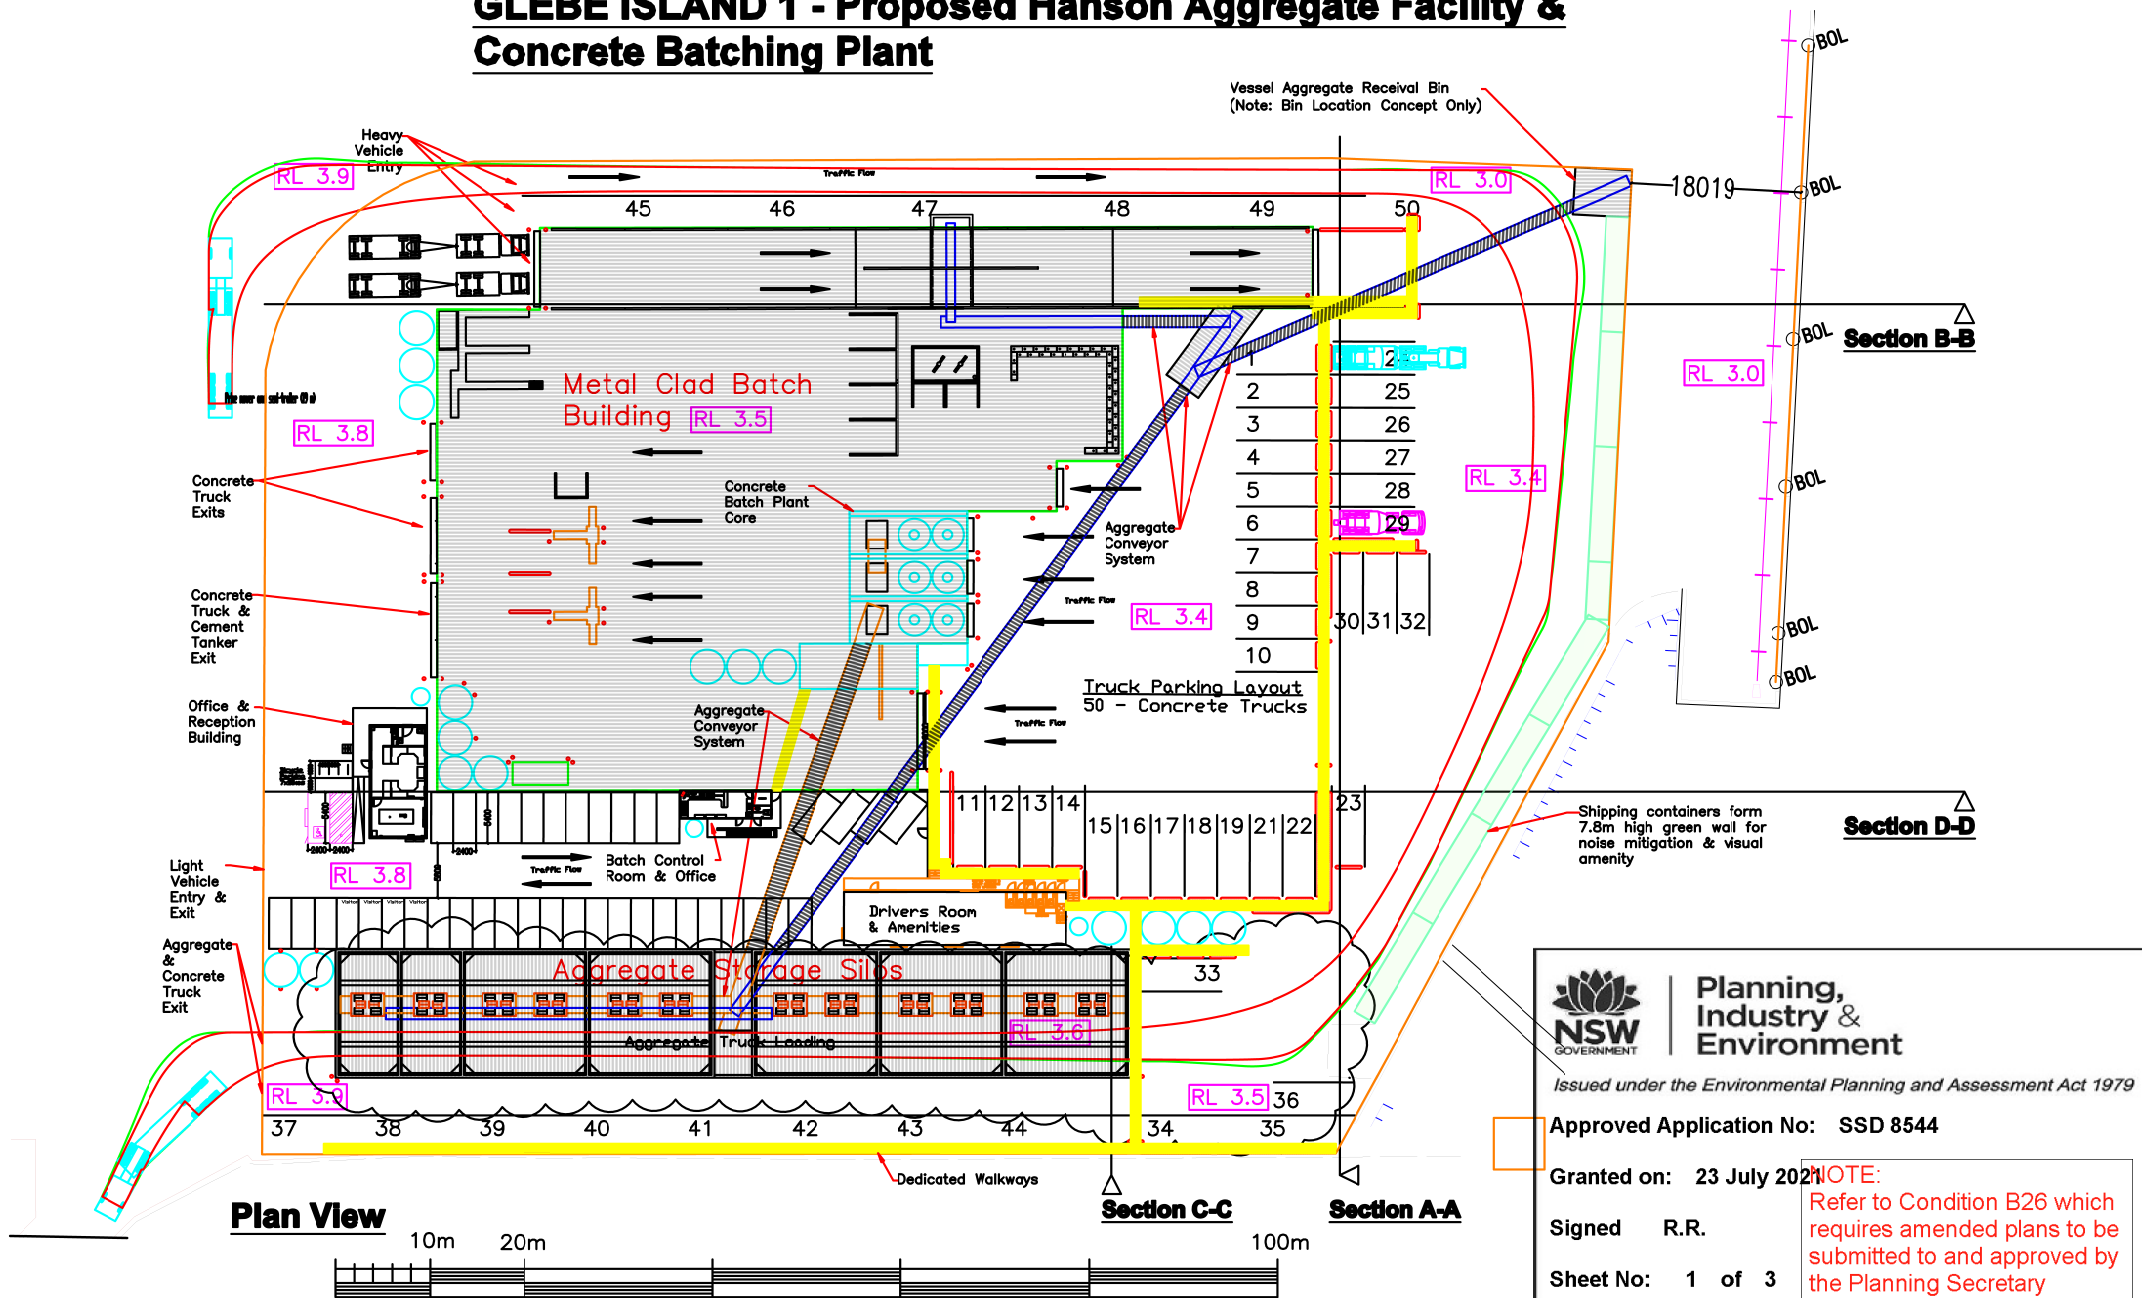 GLEBE ISLAND 1 - Proposed Hanson Aggregate Facility &
Concrete Batching Plant
BOL
Vessel Aggregate Receival Bin
(Note: Bin Location Concept Only)
Heavy
Vehicle
Entry
RL 3.9
Traffic Flow
RL 3.0
18019
BOL
45
46
47
48
49
50
BOL
Section B-B
RL 3.0
Metal Clad Batch
Building
RL 3.5
RL 3.8
1
2
3
4
5
6
7
8
9
10
25
26
27
28
29
30
31
32
RL 3.4
BOL
Concrete
Truck
Exits
Concrete
Batch Plant
Core
Aggregate
Conveyor
System
Traffic Flow
RL 3.4
Concrete
Truck &
Cement
Tanker
Exit
BOL
BOL
Truck Parking Layout
50 - Concrete Trucks
Traffic Flow
Office &
Reception
Building
Aggregate
Conveyor
System
11
12
13
14
15
16
17
18
19
21
22
23
Section D-D
Shipping containers form
7.8m high green wall for
noise mitigation & visual
amenity
5400
5400
2400
2400
2400
RL 3.8
Traffic Flow
Batch Control
Room & Office
Light
Vehicle
Entry &
Exit
Visitor
Visitor
Visitor
Visitor
Drivers Room
& Amenities
Aggregate
&
Concrete
Truck
Exit
Aggregate Storage Silos
33
RL 3.6
Aggregate Truck Loading
RL 3.9
RL 3.5
36
37
38
39
40
41
42
43
44
34
35
Dedicated Walkways
Section C-C
Section A-A
Plan View
10m
20m
100m
NSW
GOVERNMENT
Planning,
Industry &
Environment
Issued under the Environmental Planning and Assessment Act 1979
Approved Application No: SSD 8544
Granted on: 23 July 2021
Signed R.R.
Sheet No: 1 of 3
NOTE:
Refer to Condition B26 which
requires amended plans to be
submitted to and approved by
the Planning Secretary